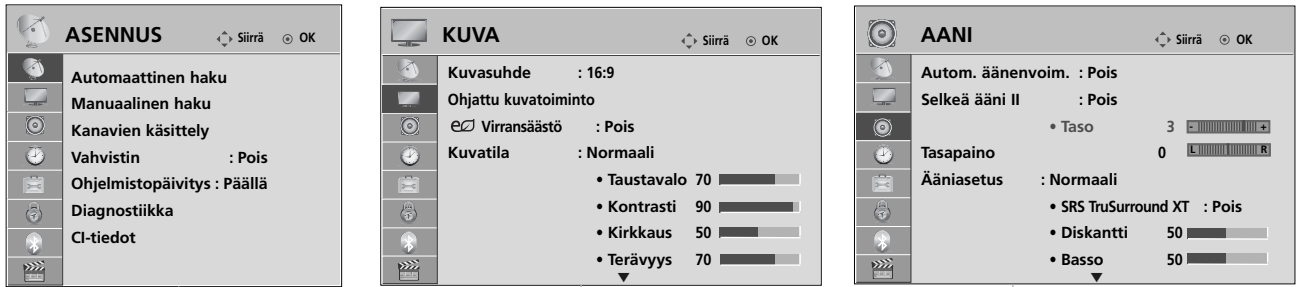 ASENNUS Siirrä OK
Automaattinen haku
Manuaalinen haku
Kanavien käsittely
Vahvistin : Pois
Ohjelmistopäivitys : Päällä
Diagnostiikka
CI-tiedot
KUVA Siirrä OK
Kuvasuhde : 16:9
Ohjattu kuvatoiminto
Virransäästö : Pois
Kuvatila : Normaali
• Taustavalo 70
• Kontrasti 90
• Kirkkaus 50
• Terävyys 70
AANI Siirrä OK
Autom. äänenvoim. : Pois
Selkeä ääni II : Pois
• Taso 3 - +
Tasapaino 0 L R
Ääniasetus : Normaali
• SRS TruSurround XT : Pois
• Diskantti 50
• Basso 50